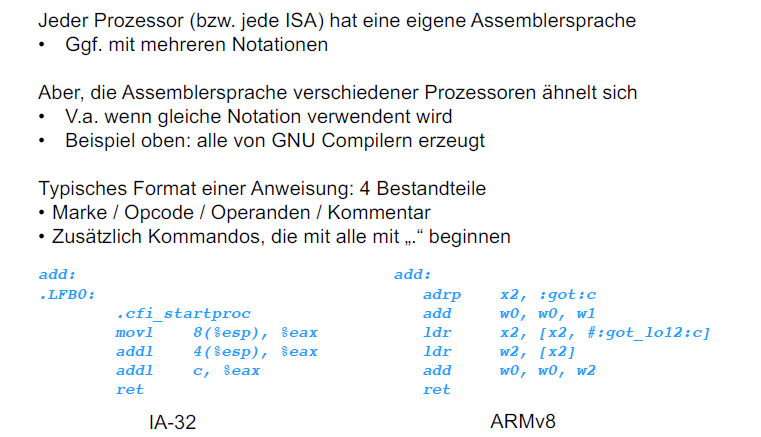 Jeder Prozessor (bzw. jede ISA) hat eine eigene Assemblersprache
• Ggf. mit mehreren Notationen
Aber, die Assemblersprache verschiedener Prozessoren ähnelt sich
• V.a. wenn gleiche Notation verwendent wird
• Beispiel oben: alle von GNU Compilern erzeugt
Typisches Format einer Anweisung: 4 Bestandteile
• Marke / Opcode / Operanden / Kommentar
• Zusätzlich Kommandos, die mit alle mit „.“ beginnen
add:
.LFB0:
.cfi_startproc
movl 8(%esp), %eax
addl 4(%esp), %eax
addl c, %eax
ret
IA-32
add:
adrp x2, :got:c
add w0, w0, w1
ldr x2, [x2, #:got_lo12:c]
ldr w2, [x2]
add w0, w0, w2
ret
ARMv8